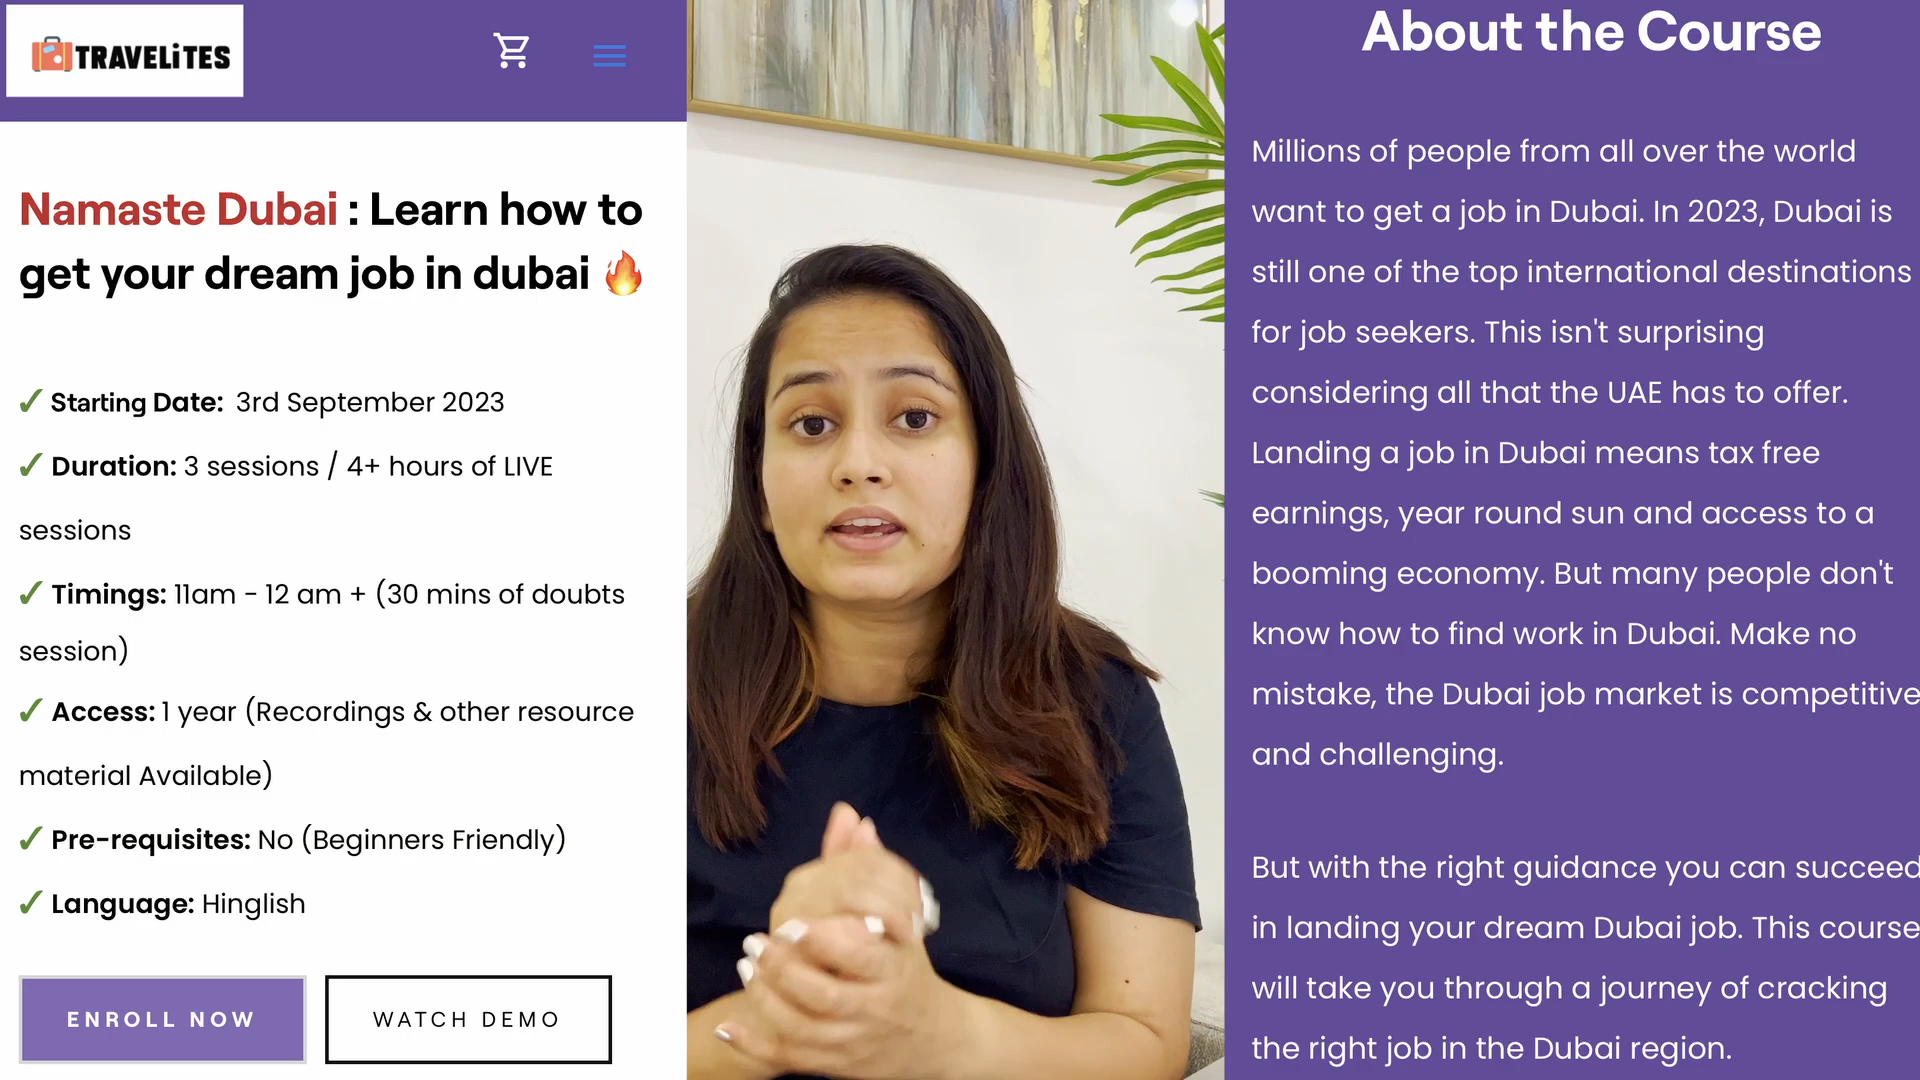 TRAVELiTES
Namaste Dubai : Learn how to
get your dream job in dubai 🔥
✓ Starting Date: 3rd September 2023
✓ Duration: 3 sessions / 4+ hours of LIVE
sessions
✓ Timings: 11am - 12 am + (30 mins of doubts
session)
✓ Access: 1 year (Recordings & other resource
material Available)
✓ Pre-requisites: No (Beginners Friendly)
✓ Language: Hinglish
ENROLL NOW
WATCH DEMO
About the Course
Millions of people from all over the world
want to get a job in Dubai. In 2023, Dubai is
still one of the top international destinations
for job seekers. This isn't surprising
considering all that the UAE has to offer.
Landing a job in Dubai means tax free
earnings, year round sun and access to a
booming economy. But many people don't
know how to find work in Dubai. Make no
mistake, the Dubai job market is competitive
and challenging.
But with the right guidance you can succeed
in landing your dream Dubai job. This course
will take you through a journey of cracking
the right job in the Dubai region.